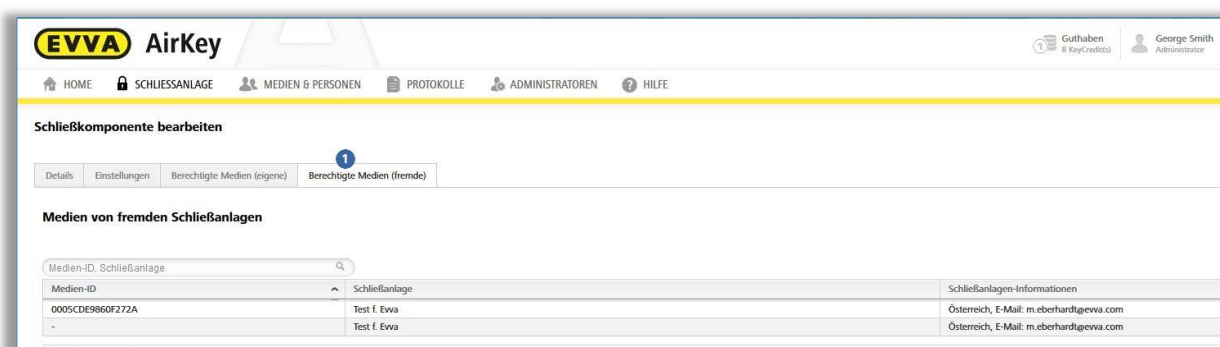 EVVA AirKey
1 Guthaben
8 KeyCredit(s)
George Smith
Administrator
HOME SCHLIESSANLAGE MEDIEN & PERSONEN PROTOKOLLE ADMINISTRATOREN ? HILFE
Schließkomponente bearbeiten
1
Details Einstellungen Berechtigte Medien (eigene) Berechtigte Medien (fremde)
Medien von fremden Schließanlagen
Medien-ID, Schließanlage
Medien-ID Schließanlage Schließanlagen-Informationen
0005CDE9860F272A Test f. Evva Österreich, E-Mail: m.eberhardt@evva.com
- Test f. Evva Österreich, E-Mail: m.eberhardt@evva.com